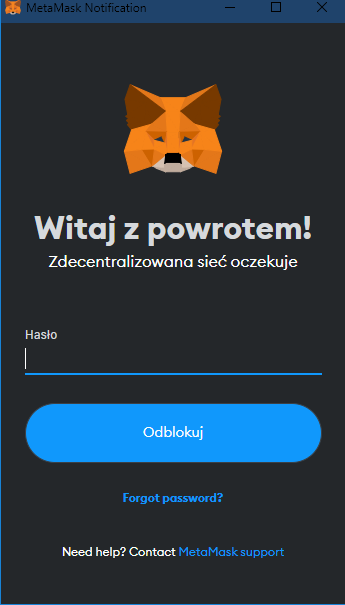 MetaMask Notification
Witaj z powrotem!
Zdecentralizowana sieć oczekuje
Hasło
Odblokuj
Forgot password?
Need help? Contact MetaMask support